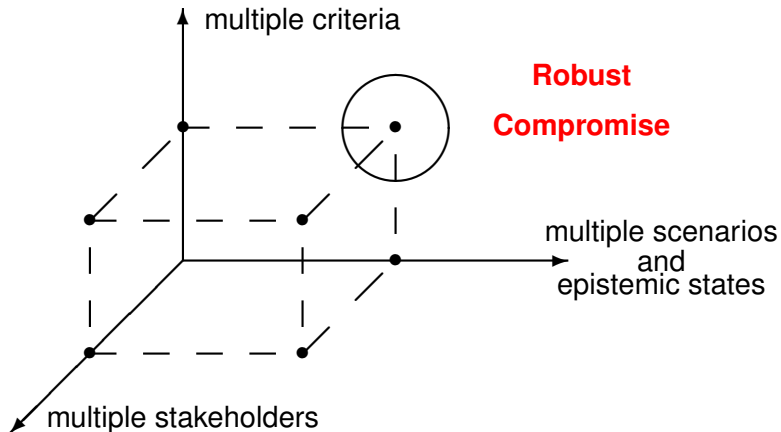 multiple criteria
Robust
Compromise
multiple scenarios
and
epistemic states
multiple stakeholders